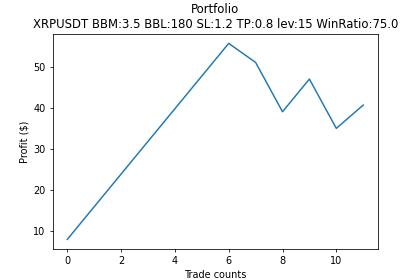 Portfolio
XRPUSDT BBM:3.5 BBL:180 SL:1.2 TP:0.8 lev:15 WinRatio:75.0
Profit ($)
50
40
30
20
10
0 2 4 6 8 10
Trade counts